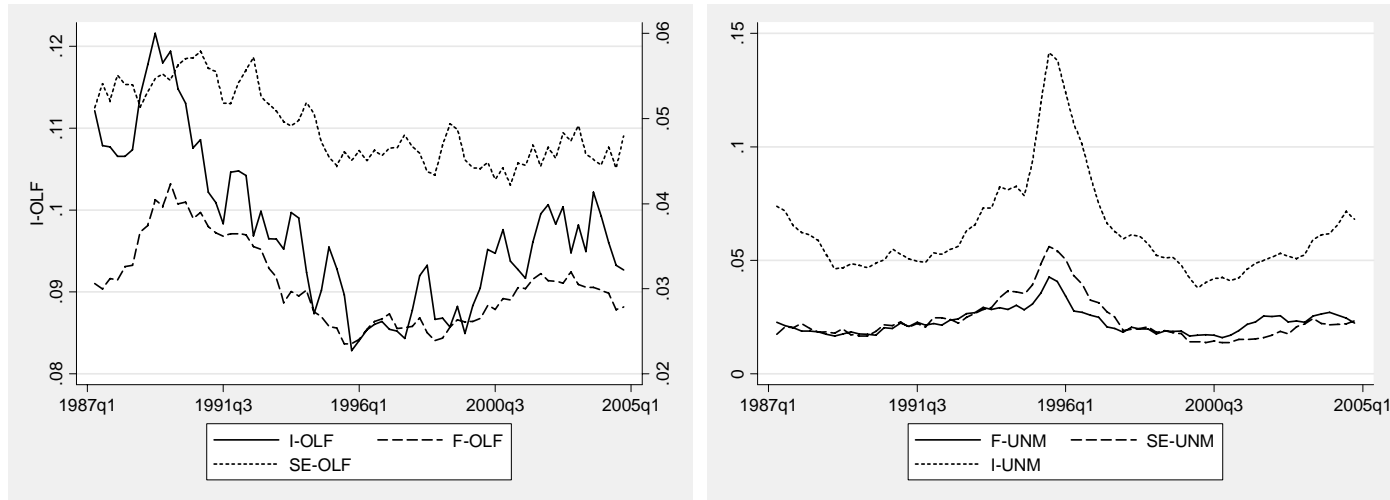 I-OLF
.08
.09
.1
.11
.12
.02
.03
.04
.05
.06
1987q1 1991q3 1996q1 2000q3 2005q1
I-OLF F-OLF
SE-OLF
0
.05
.1
.15
1987q1 1991q3 1996q1 2000q3 2005q1
F-UNM SE-UNM
I-UNM